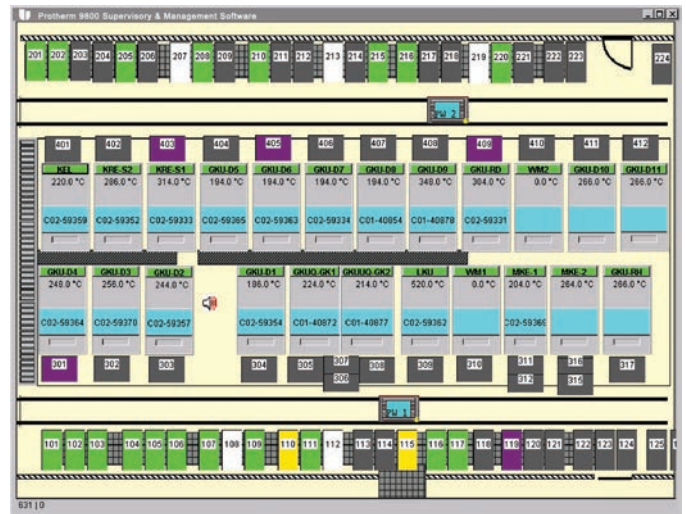 Protherm 9800 Supervisory & Management Software
201 202 203 204 205 206 207 208 209 210 211 212 213 214 215 216 217 218 219 220 221 222 223 224
PW 2
401 402 403 404 405 406 407 408 409 410 411 412
KEL KRE-S2 KRE-S1 GKU-D5 GKU-D6 GKU-D7 GKU-D8 GKU-D9 GKU-RD WM2 GKU-D10 GKU-D11
220.0 °C 286.0 °C 314.0 °C 194.0 °C 194.0 °C 194.0 °C 194.0 °C 348.0 °C 304.0 °C 0.0 °C 266.0 °C 266.0 °C
C02-59359 C02-59352 C02-59333 C02-59365 C02-59363 C02-59334 C01-40854 C01-40878 C02-59331
GKU-D4 GKU-D3 GKU-D2 GKU-D1 GKUQ-GK1 GKUUQ-GK2 LKU WM1 MKE-1 MKE-2 GKU-RH
248.0 °C 256.0 °C 244.0 °C 186.0 °C 224.0 °C 214.0 °C 520.0 °C 0.0 °C 204.0 °C 264.0 °C 266.0 °C
C02-59364 C02-59370 C02-59357 C02-59354 C01-40872 C01-40877 C02-59362 C02-59369
301 302 303 304 305 307 308 309 310 311 316 317
306 312 315
PW 1
101 102 103 104 105 106 107 108 109 110 111 112 113 114 115 116 117 118 119 120 121 122 123 124 125
631 | 0